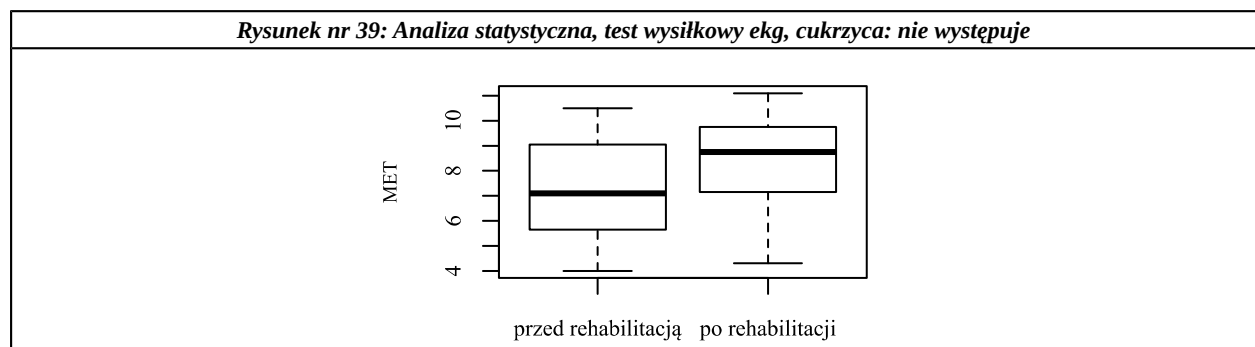 Rysunek nr 39: Analiza statystyczna, test wysiłkowy ekg, cukrzyca: nie występuje
MET
10
8
6
4
przed rehabilitacją po rehabilitacji